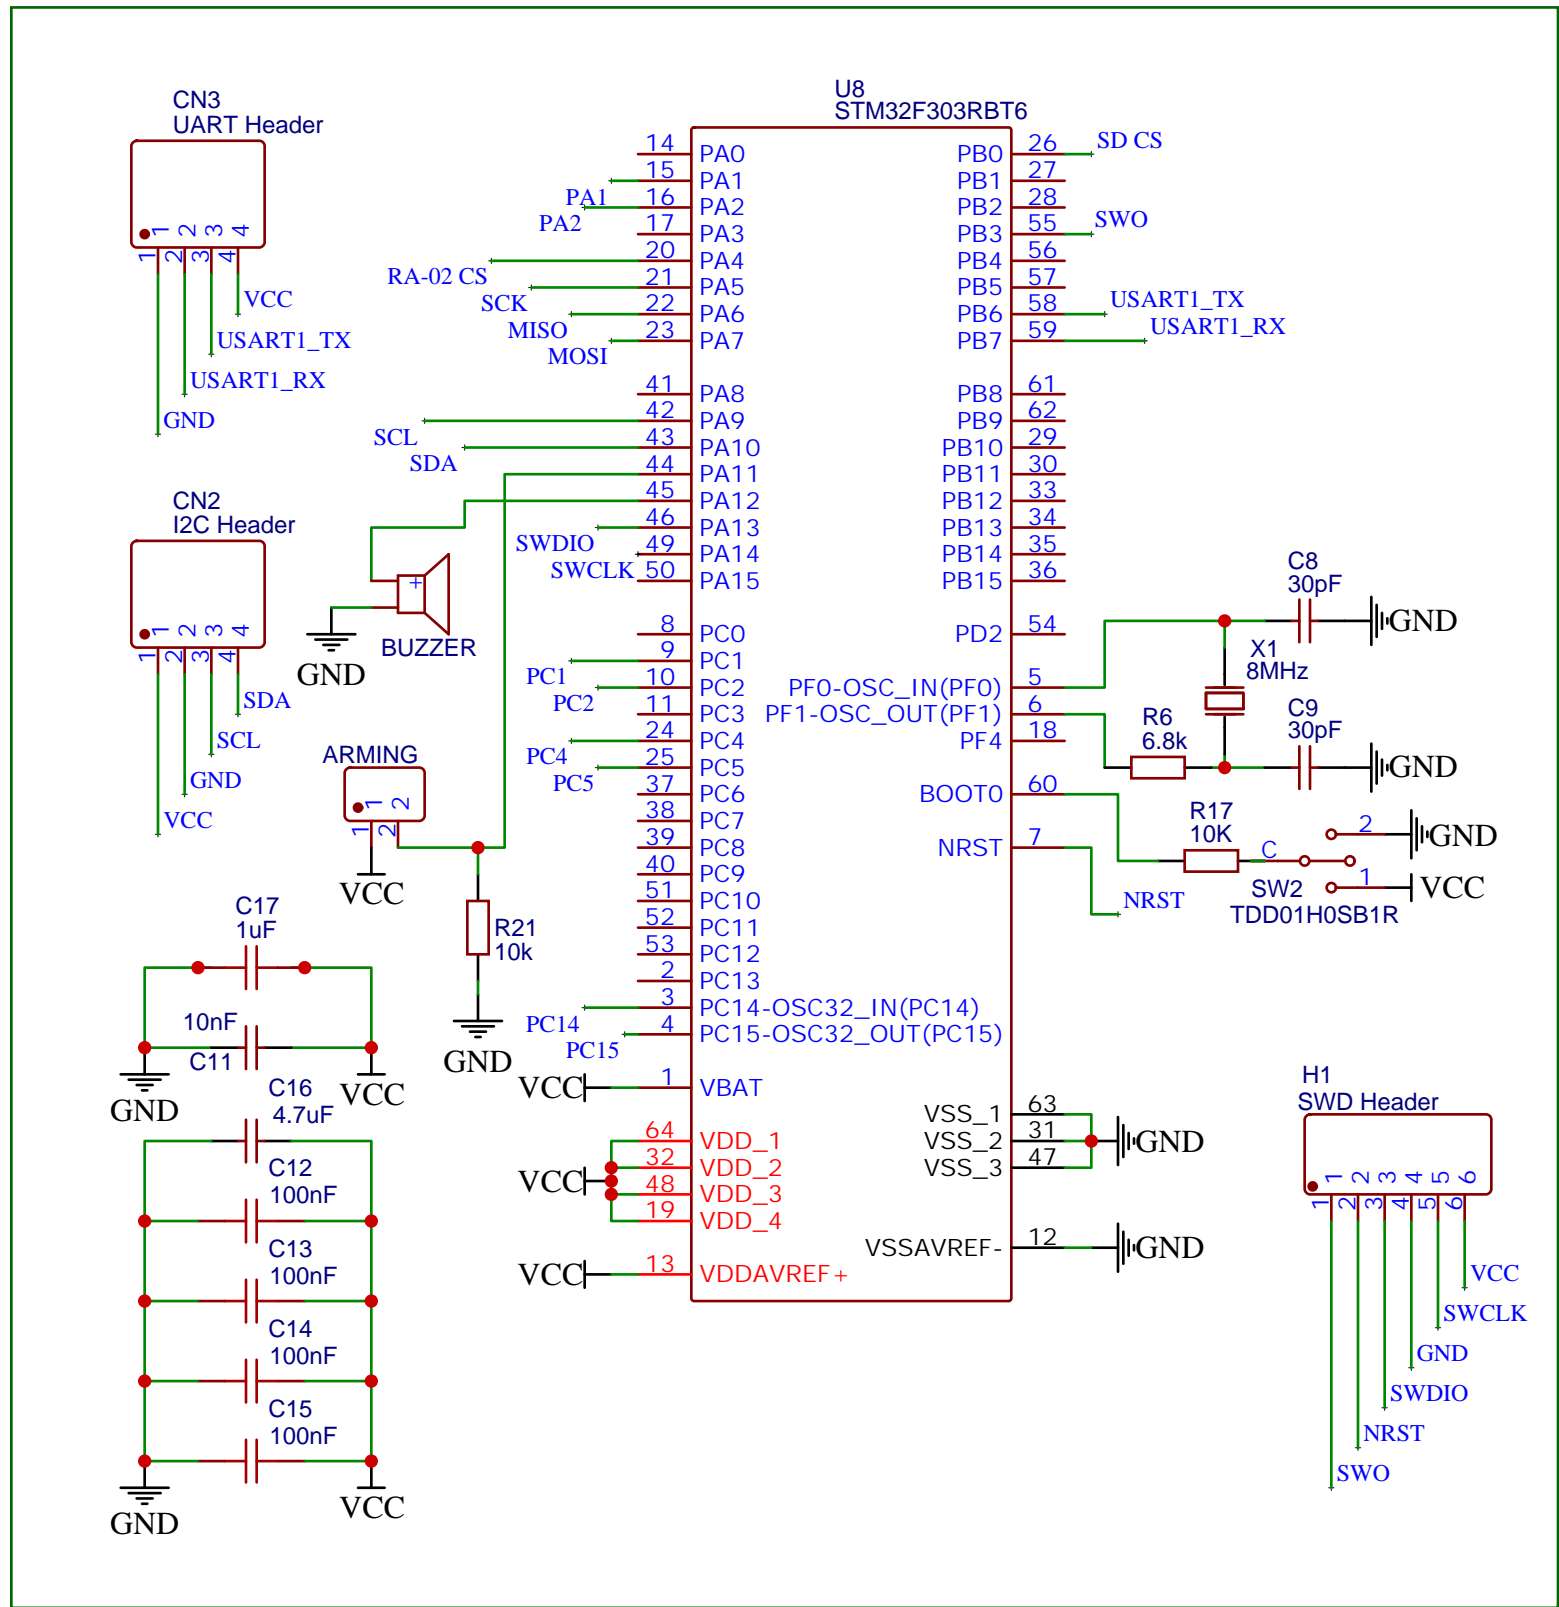 CN3
UART Header
1
2
3
4
1
2
3
4
VCC
USART1_TX
USART1_RX
GND
CN2
I2C Header
1
2
3
4
1
2
3
4
SDA
SCL
GND
VCC
BUZZER
+
GND
ARMING
1
2
1
2
VCC
R21
10k
GND
C17
1uF
10nF
C11
GND
VCC
C16
4.7uF
C12
100nF
C13
100nF
C14
100nF
C15
100nF
GND
VCC
U8
STM32F303RBT6
14 PA0
15 PA1
PA1
16 PA2
PA2
17 PA3
20 PA4
RA-02 CS
21 PA5
SCK
22 PA6
MISO
23 PA7
MOSI
41 PA8
42 PA9
SCL
43 PA10
SDA
44 PA11
45 PA12
46 PA13
SWDIO
49 PA14
SWCLK
50 PA15
8 PC0
9 PC1
PC1
10 PC2
PC2
11 PC3
24 PC4
PC4
25 PC5
PC5
37 PC6
38 PC7
39 PC8
40 PC9
51 PC10
52 PC11
53 PC12
2 PC13
3 PC14-OSC32_IN(PC14)
PC14
4 PC15-OSC32_OUT(PC15)
PC15
VCC 1 VBAT
64 VDD_1
32 VDD_2
VCC
48 VDD_3
19 VDD_4
VCC 13 VDDAVREF+
PB0 26 SD CS
PB1 27
PB2 28
PB3 55 SWO
PB4 56
PB5 57
PB6 58 USART1_TX
PB7 59 USART1_RX
PB8 61
PB9 62
PB10 29
PB11 30
PB12 33
PB13 34
PB14 35
PB15 36
PD2 54
PF0-OSC_IN(PF0) 5
PF1-OSC_OUT(PF1) 6
PF4 18
BOOT0 60
NRST 7
NRST
VSS_1 63
VSS_2 31 GND
VSS_3 47
VSSAVREF- 12 GND
C8
30pF
GND
X1
8MHz
C9
30pF
GND
R6
6.8k
R17
10K
C
2
GND
1
VCC
SW2
TDD01H0SB1R
H1
SWD Header
1
2
3
4
5
6
1
2
3
4
5
6
VCC
SWCLK
GND
SWDIO
NRST
SWO